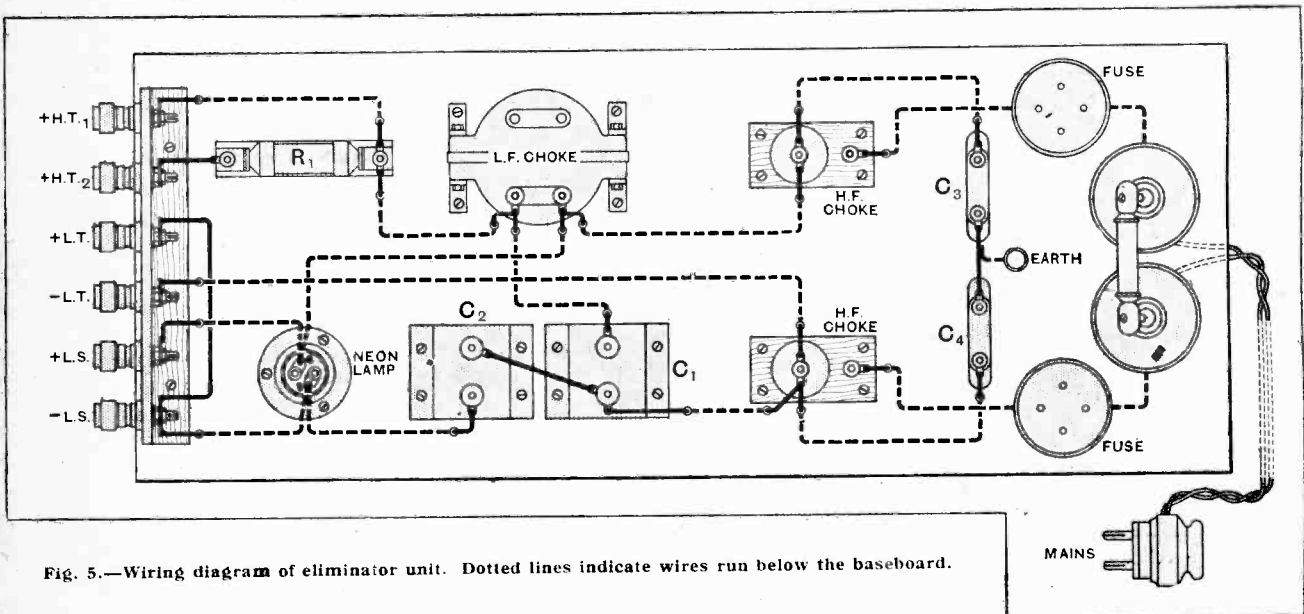 FUSE
+H.T.1
R1
L.F. CHOKE
+H.T.2
C3
H.F.
CHOKE
+L.T.
EARTH
-L.T.
C2
H.F.
CHOKE
C4
+L.S.
NEON
LAMP
C1
-L.S.
FUSE
MAINS
Fig. 5.—Wiring diagram of eliminator unit. Dotted lines indicate wires run below the baseboard.